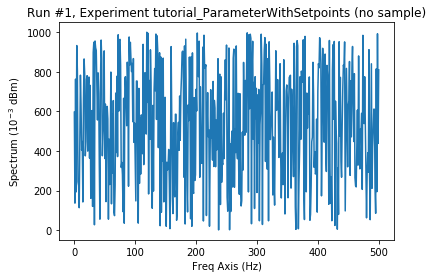 Run #1, Experiment tutorial_ParameterWithSetpoints (no sample)
1000
800
600
400
200
0
Spectrum (10⁻³ dBm)
0 100 200 300 400 500
Freq Axis (Hz)